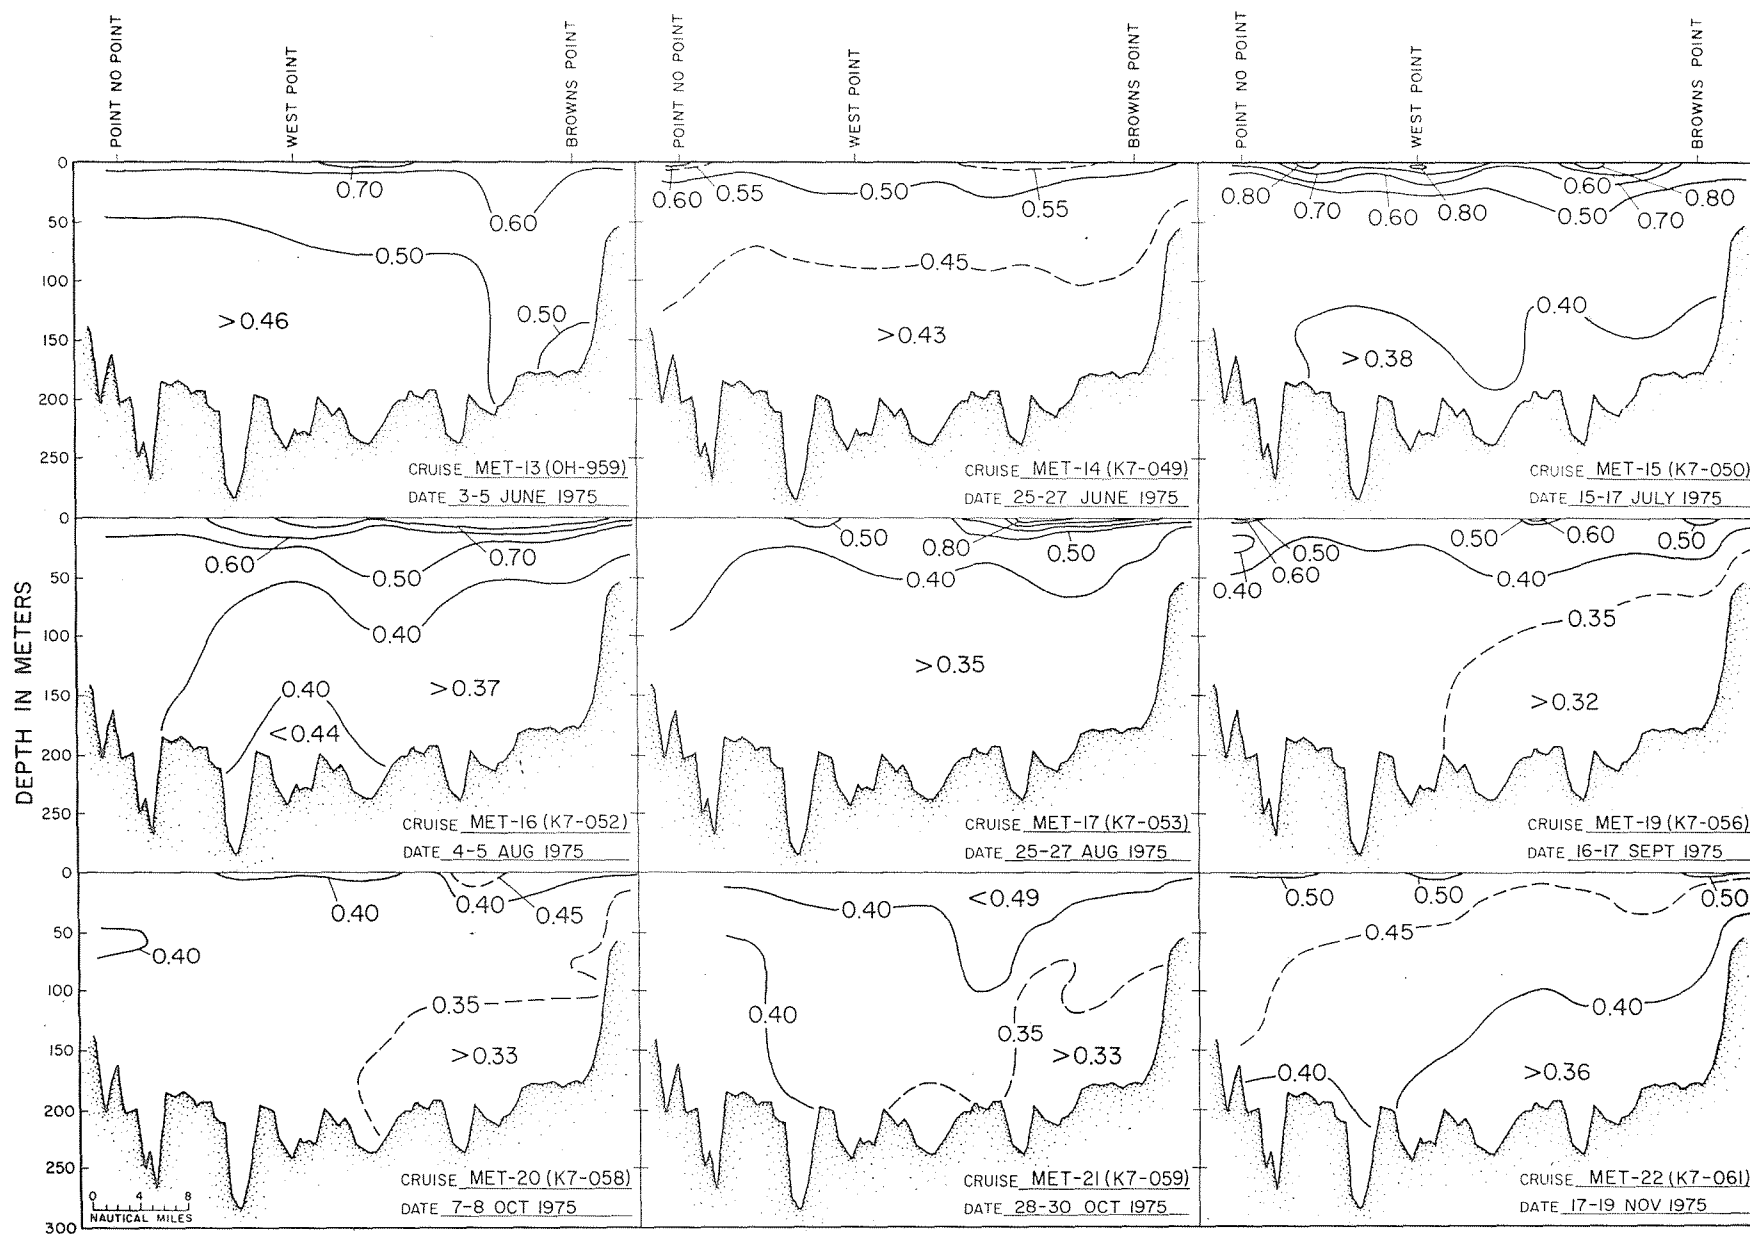 POINT NO POINT
WEST POINT
BROWNS POINT
POINT NO POINT
WEST POINT
BROWNS POINT
POINT NO POINT
WEST POINT
BROWNS POINT
DEPTH IN METERS
0
50
100
150
200
250
0.70
0.60
0.50
>0.46
0.50
CRUISE MET-13 (OH-959)
DATE 3-5 JUNE 1975
0.60
0.55
0.50
0.55
0.45
>0.43
CRUISE MET-14 (K7-049)
DATE 25-27 JUNE 1975
0.80
0.70
0.60
0.80
0.60
0.50
0.70
0.80
0.40
>0.38
CRUISE MET-15 (K7-050)
DATE 15-17 JULY 1975
0
50
100
150
200
250
0.60
0.50
0.70
0.40
0.40
>0.37
<0.44
CRUISE MET-16 (K7-052)
DATE 4-5 AUG 1975
0.50
0.80
0.50
0.40
>0.35
CRUISE MET-17 (K7-053)
DATE 25-27 AUG 1975
0.50
0.60
0.40
0.50
0.60
0.50
0.40
0.35
>0.32
CRUISE MET-19 (K7-056)
DATE 16-17 SEPT 1975
0
50
100
150
200
250
300
0.40
0.40
0.45
0.40
0.35
>0.33
0 4 8
NAUTICAL MILES
CRUISE MET-20 (K7-058)
DATE 7-8 OCT 1975
0.40
<0.49
0.40
0.35
>0.33
CRUISE MET-21 (K7-059)
DATE 28-30 OCT 1975
0.50
0.50
0.50
0.45
0.40
0.40
>0.36
CRUISE MET-22 (K7-061)
DATE 17-19 NOV 1975